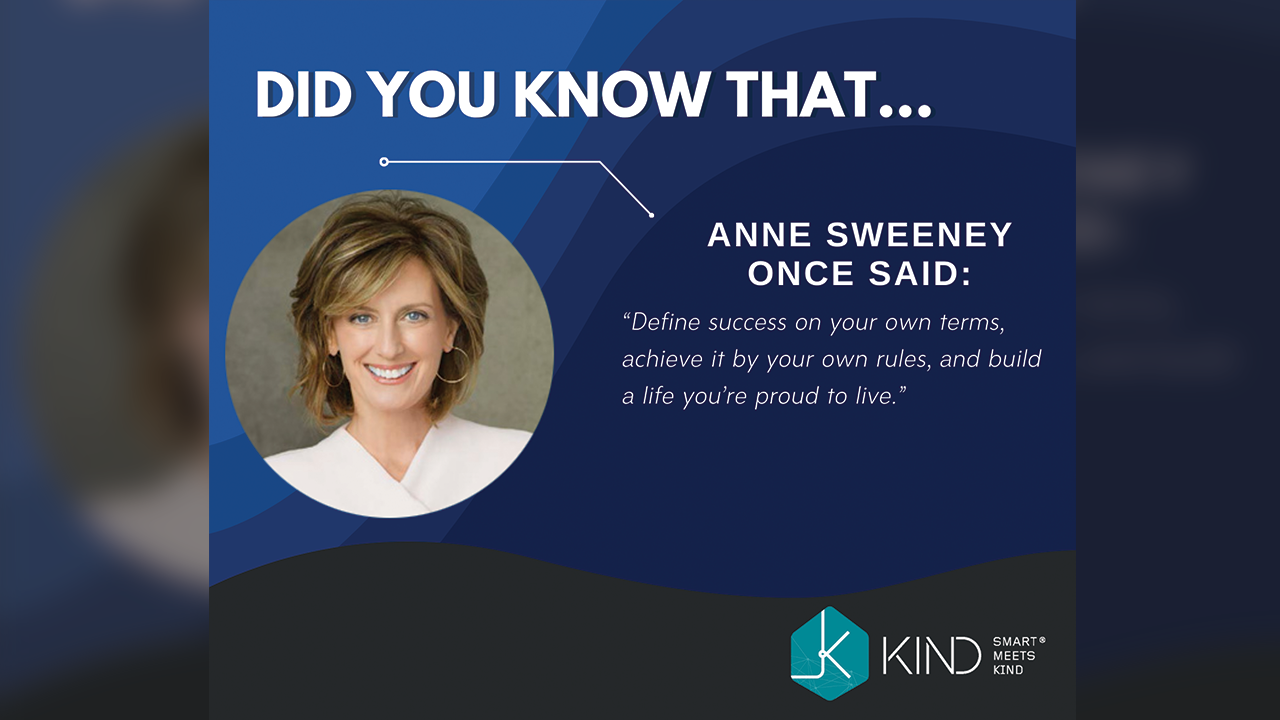 DID YOU KNOW THAT...
ANNE SWEENEY
ONCE SAID:
“Define success on your own terms,
achieve it by your own rules, and build
a life you’re proud to live.”
KIND
SMART®
MEETS
KIND